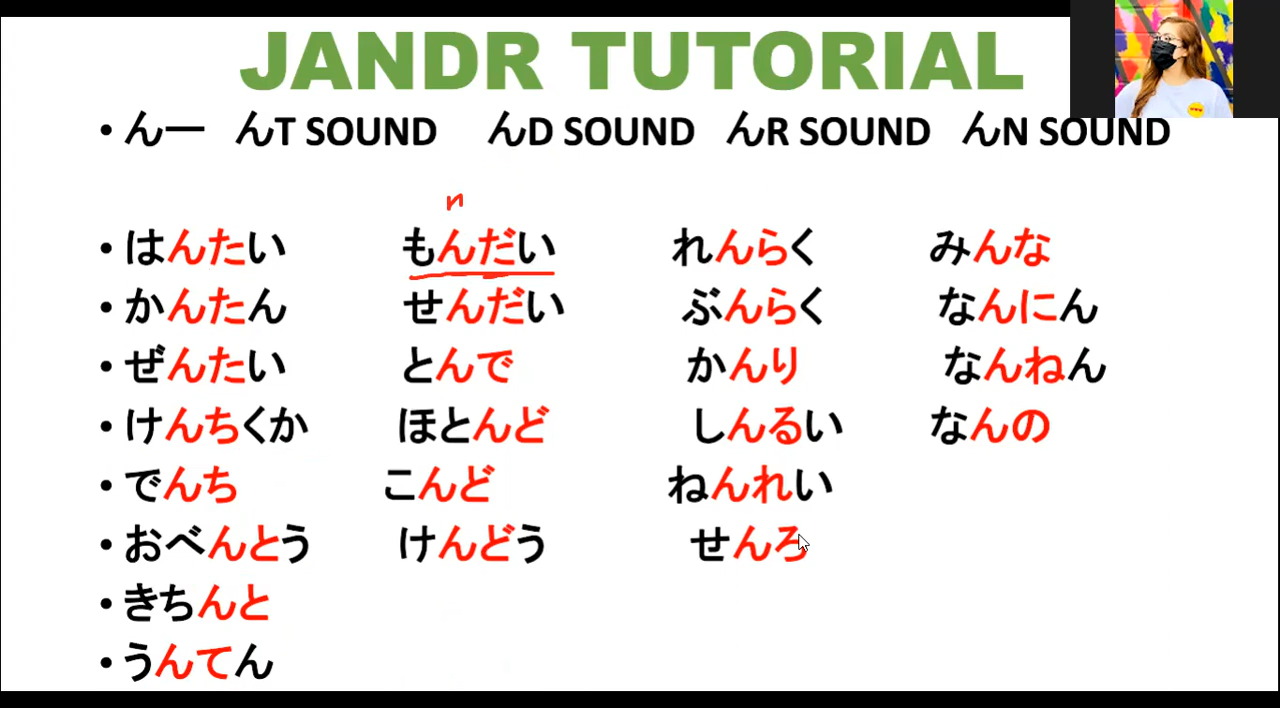 JANDR TUTORIAL
• んー んT SOUND んD SOUND んR SOUND んN SOUND
n
• はんたい もんだい れんらく みんな
• かんたん せんだい ぶんらく なんにん
• ぜんたい とんで かんり なんねん
• けんちくか ほとんど しんるい なんの
• でんち こんど ねんれい
• おべんとう けんどう せんろ
• きちんと
• うんてん